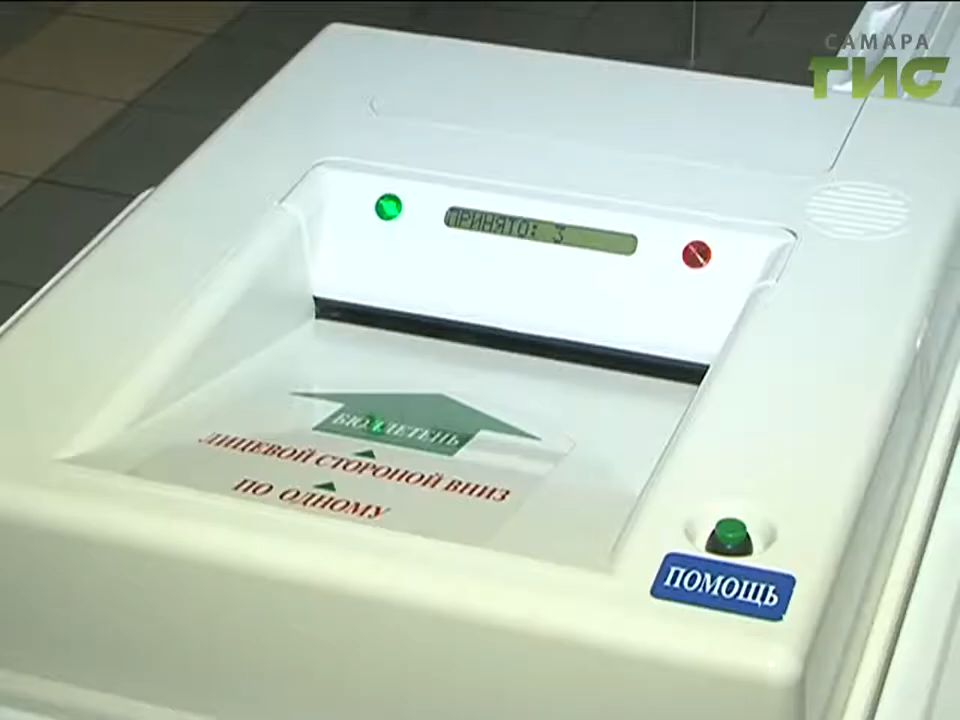 САМАРА
ГИС
ПРИНЯТО: 3
БЮЛЛЕТЕНЬ
ЛИЦЕВОЙ СТОРОНОЙ ВНИЗ
ПО ОДНОМУ
ПОМОЩЬ